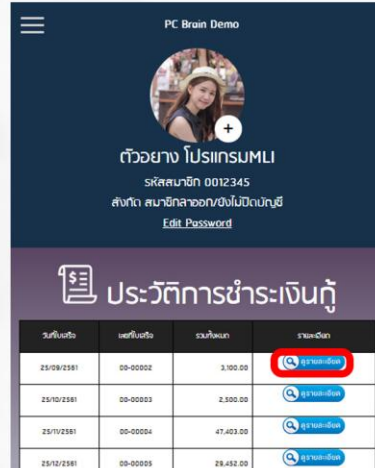 PC Brain Demo
+
ตัวอย่าง โปรแกรมMLI
รหัสสมาชิก 0012345
สังกัด สมาชิกลาออก/ยังไม่ปิดบัญชี
Edit Password
ประวัติการชำระเงินกู้
วันที่ใบเสร็จ เลขที่ใบเสร็จ รวมทั้งหมด รายละเอียด
25/09/2561 00-00002 3,100.00 ดูรายละเอียด
25/10/2561 00-00003 2,500.00 ดูรายละเอียด
25/11/2561 00-00004 47,403.00 ดูรายละเอียด
25/12/2561 00-00005 29,452.00 ดูรายละเอียด